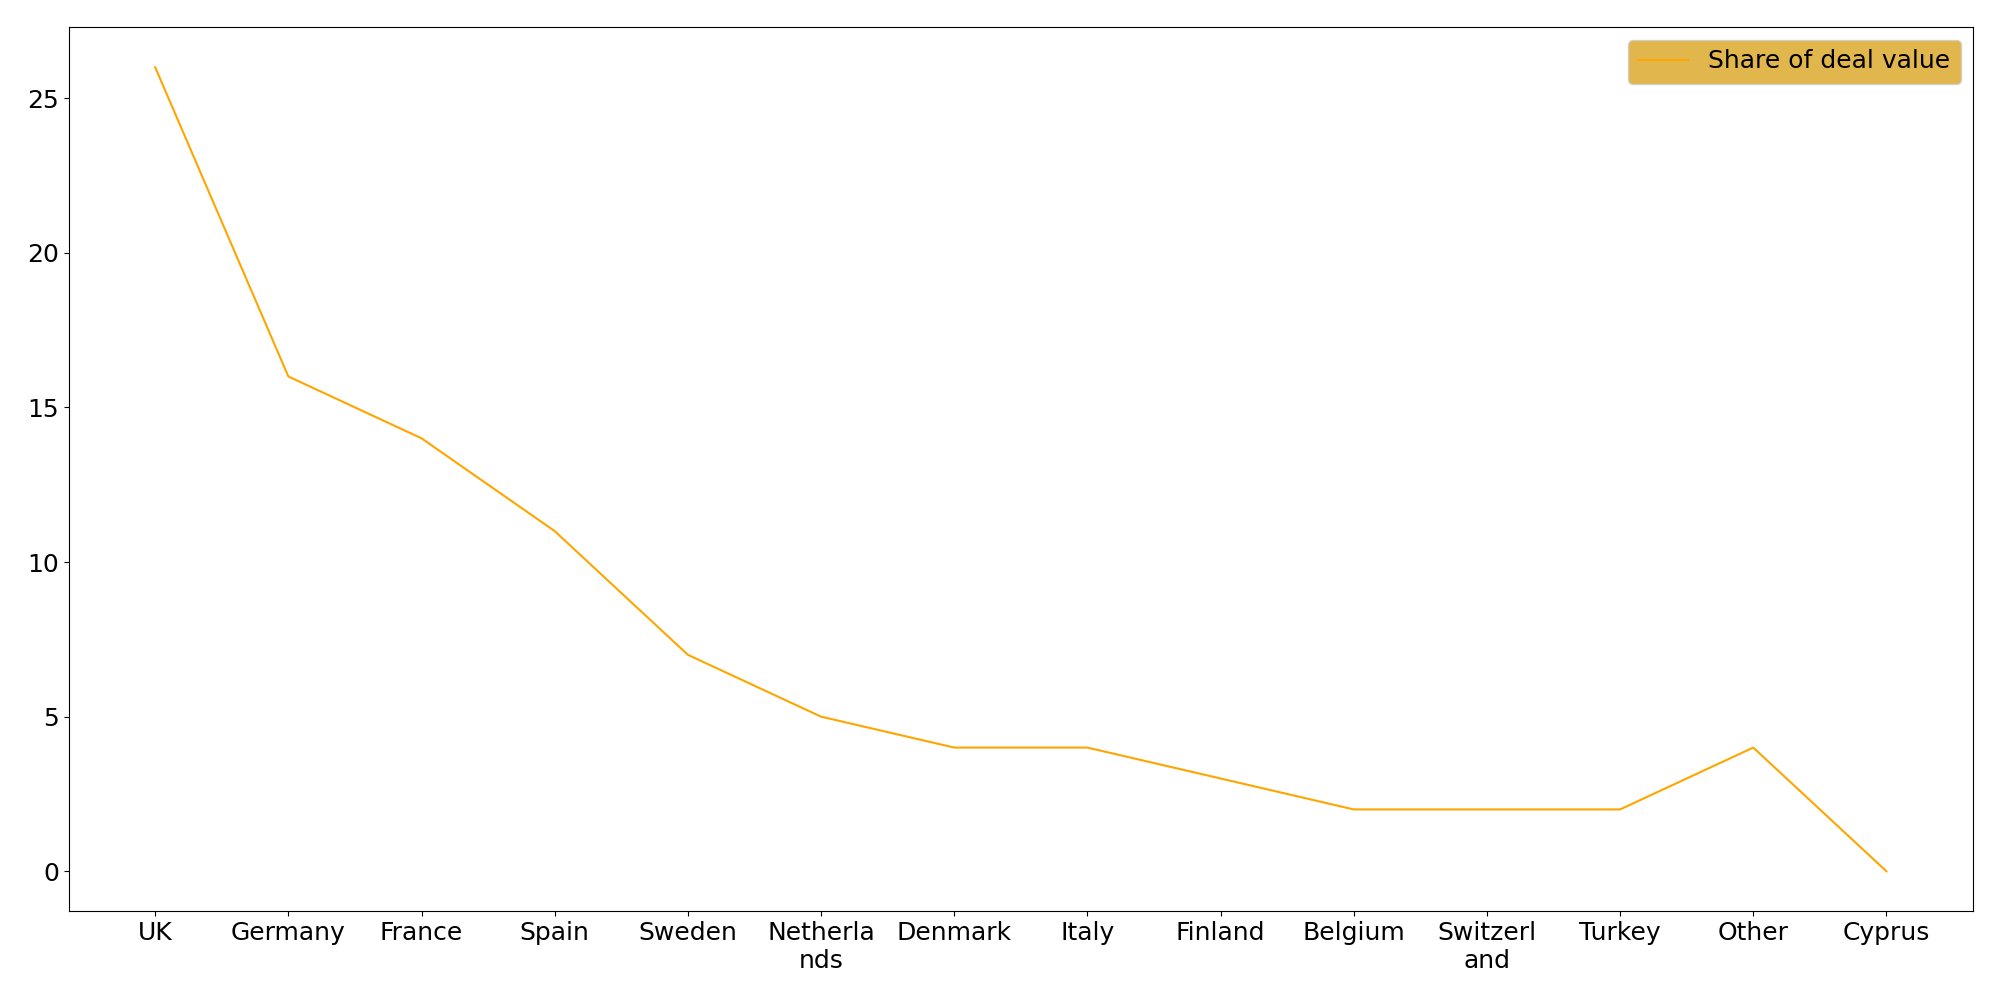 Share of deal value
25
20
15
10
5
0
UK Germany France Spain Sweden Netherla Denmark Italy Finland Belgium Switzerl Turkey Other Cyprus
nds and